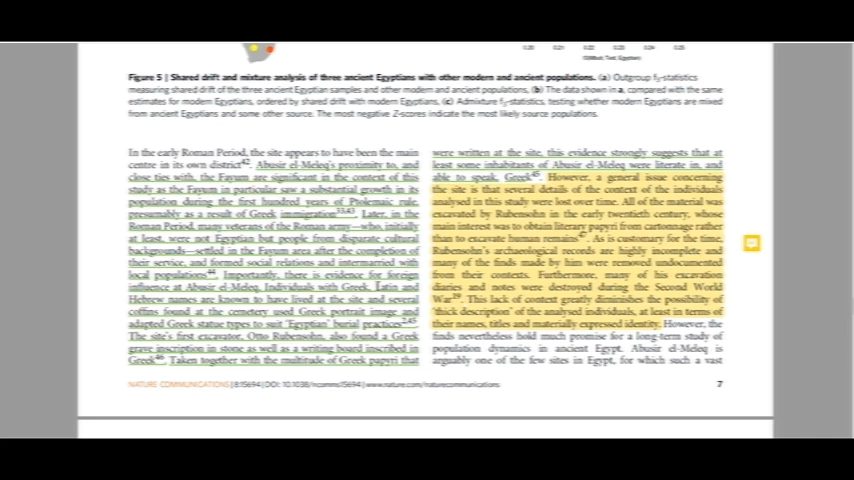 0.20 0.21 0.22 0.23 0.24 0.25
Figure 5 | Shared drift and mixture analysis of three ancient Egyptians with other modern and ancient populations. (a) Outgroup f3-statistics
measuring shared drift of the three ancient Egyptian samples and other modern and ancient populations, (b) The data shown in a, compared with the same
estimates for modern Egyptians, ordered by shared drift with modern Egyptians. (c) Admixture f3-statistics, testing whether modern Egyptians are mixed
from ancient Egyptians and some other source. The most negative Z-scores indicate the most likely source populations.
In the early Roman Period, the site appears to have been the main
centre in its own district42. Abusir el-Meleq's proximity to, and
close ties with, the Fayum are significant in the context of this
study as the Fayum in particular saw a substantial growth in its
population during the first hundred years of Ptolemaic rule,
presumably as a result of Greek immigration33,43. Later, in the
Roman Period, many veterans of the Roman army—who, initially
at least, were not Egyptian but people from disparate cultural
backgrounds—settled in the Fayum area after the completion of
their service, and formed social relations and intermarried with
local populations44. Importantly, there is evidence for foreign
influence at Abusir el-Meleq. Individuals with Greek, Latin and
Hebrew names are known to have lived at the site and several
coffins found at the cemetery used Greek portrait image and
adapted Greek statue types to suit 'Egyptian' burial practices2,45.
The site's first excavator, Otto Rubensohn, also found a Greek
grave inscription in stone as well as a writing board inscribed in
Greek46. Taken together with the multitude of Greek papyri that
were written at the site, this evidence strongly suggests that at
least some inhabitants of Abusir el-Meleq were literate in, and
able to speak, Greek45. However, a general issue concerning
the site is that several details of the context of the individuals
analysed in this study were lost over time. All of the material was
excavated by Rubensohn in the early twentieth century, whose
main interest was to obtain literary papyri from cartonnage rather
than to excavate human remains47. As is customary for the time,
Rubensohn's archaeological records are highly incomplete and
many of the finds made by him were removed undocumented
from their contexts. Furthermore, many of his excavation
diaries and notes were destroyed during the Second World
War19. This lack of context greatly diminishes the possibility of
'thick description' of the analysed individuals, at least in terms of
their names, titles and materially expressed identity. However, the
finds nevertheless hold much promise for a long-term study of
population dynamics in ancient Egypt. Abusir el-Meleq is
arguably one of the few sites in Egypt, for which such a vast
NATURE COMMUNICATIONS | 8:15694 | DOI: 10.1038/ncomms15694 | www.nature.com/naturecommunications 7